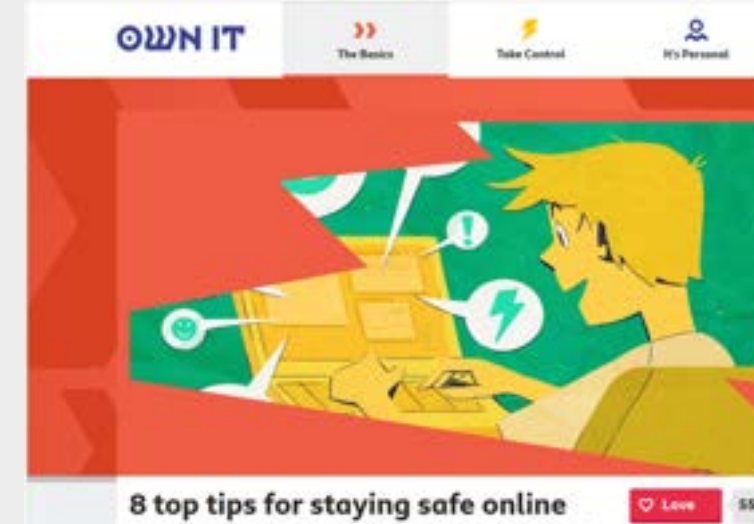 OWN IT
The Basics
Take Control
It's Personal
!
8 top tips for staying safe online
Love